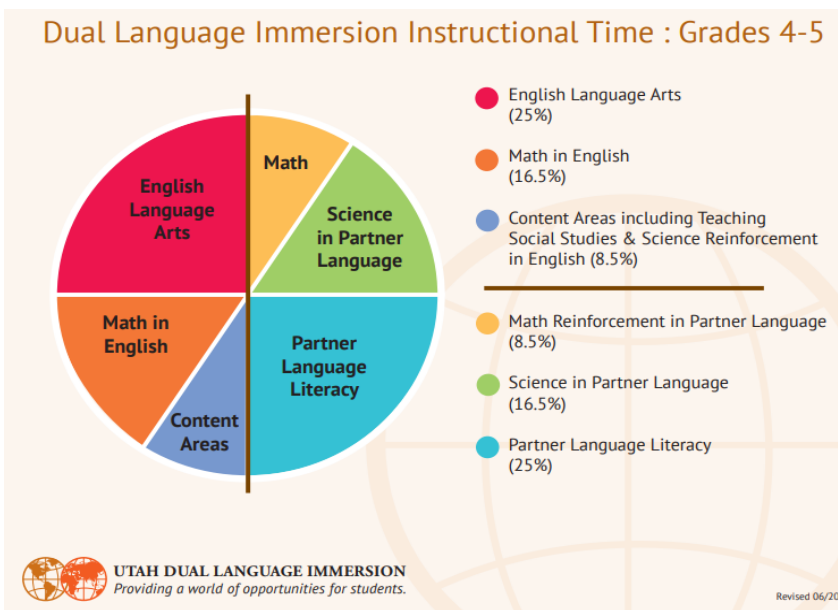 Dual Language Immersion Instructional Time : Grades 4-5
English
Language
Arts
Math
Science
in Partner
Language
Math in
English
Content
Areas
Partner
Language
Literacy
English Language Arts
(25%)
Math in English
(16.5%)
Content Areas including Teaching
Social Studies & Science Reinforcement
in English (8.5%)
Math Reinforcement in Partner Language
(8.5%)
Science in Partner Language
(16.5%)
Partner Language Literacy
(25%)
UTAH DUAL LANGUAGE IMMERSION
Providing a world of opportunities for students.
Revised 06/20